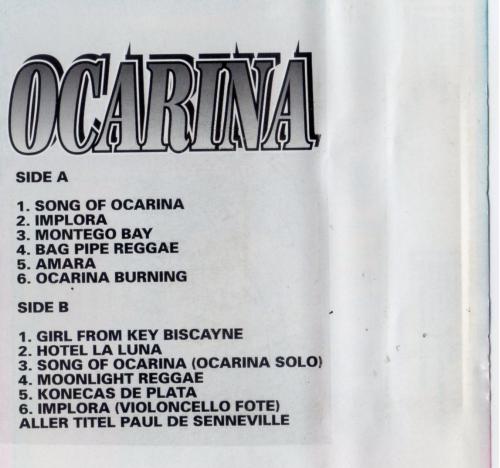 OCARINA
SIDE A
1. SONG OF OCARINA
2. IMPLORA
3. MONTEGO BAY
4. BAG PIPE REGGAE
5. AMARA
6. OCARINA BURNING
SIDE B
1. GIRL FROM KEY BISCAYNE
2. HOTEL LA LUNA
3. SONG OF OCARINA (OCARINA SOLO)
4. MOONLIGHT REGGAE
5. KONECAS DE PLATA
6. IMPLORA (VIOLONCELLO FOTE)
ALLER TITEL PAUL DE SENNEVILLE